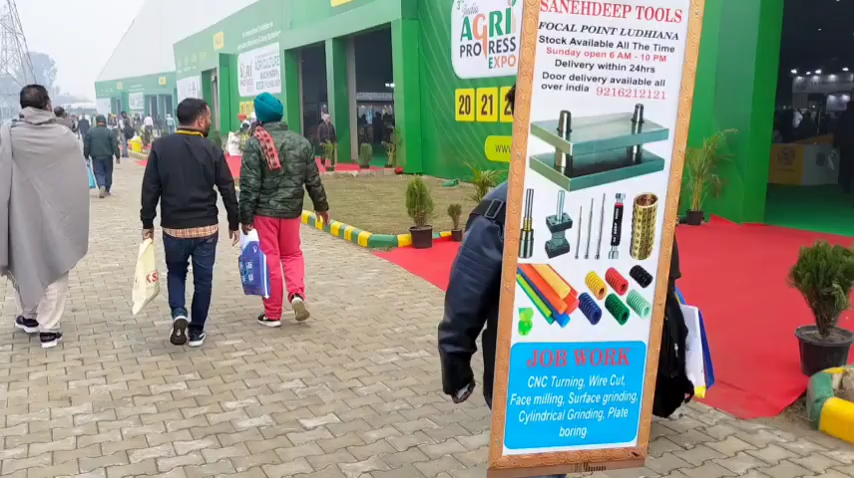 SANEHDEEP TOOLS
FOCAL POINT LUDHIANA
Stock Available All The Time
Sunday open 6 AM - 10 PM
Delivery within 24hrs
Door delivery available all
over india 9216212121
JOB WORK
CNC Turning, Wire Cut,
Face milling, Surface grinding,
Cylindrical Grinding, Plate
boring
India
AGRI
PROGRESS
EXPO
20 21
AGRICULTURE